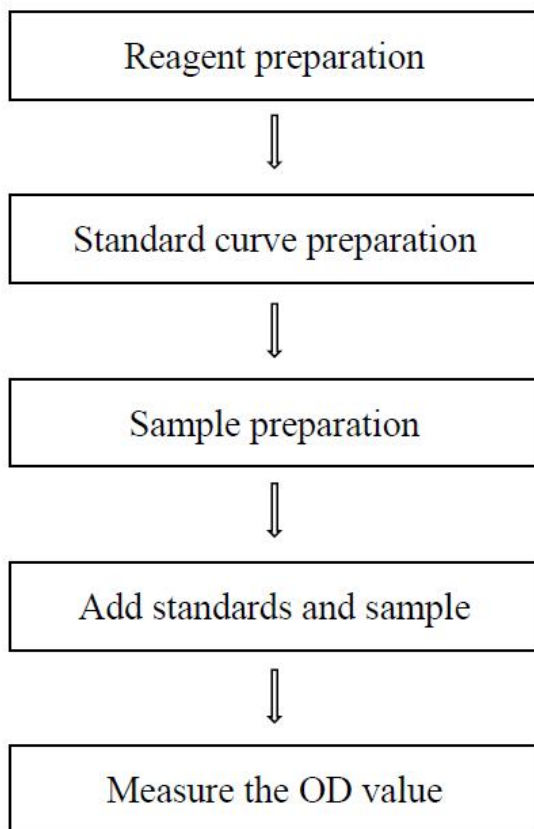 Reagent preparation
Standard curve preparation
Sample preparation
Add standards and sample
Measure the OD value